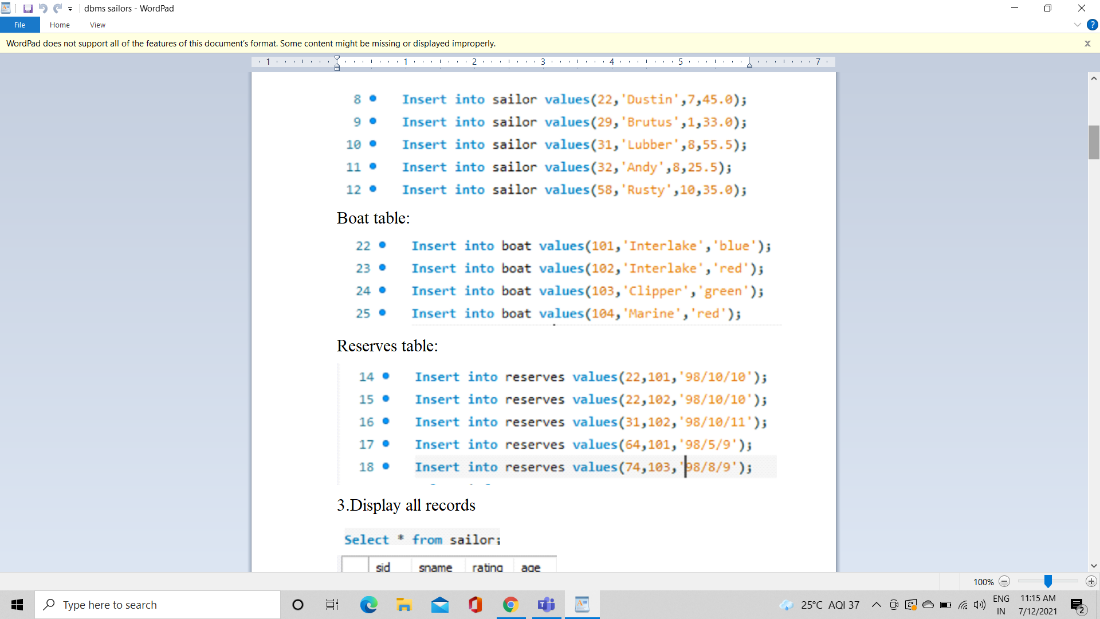 dbms sailors - WordPad
File Home View
WordPad does not support all of the features of this document's format. Some content might be missing or displayed improperly. x
1 1 2 3 4 5 7
8 Insert into sailor values(22,'Dustin',7,45.0);
9 Insert into sailor values(29,'Brutus',1,33.0);
10 Insert into sailor values(31,'Lubber',8,55.5);
11 Insert into sailor values(32,'Andy',8,25.5);
12 Insert into sailor values(58,'Rusty',10,35.0);
Boat table:
22 Insert into boat values(101,'Interlake','blue');
23 Insert into boat values(102,'Interlake','red');
24 Insert into boat values(103,'Clipper','green');
25 Insert into boat values(104,'Marine','red');
Reserves table:
14 Insert into reserves values(22,101,'98/10/10');
15 Insert into reserves values(22,102,'98/10/10');
16 Insert into reserves values(31,102,'98/10/11');
17 Insert into reserves values(64,101,'98/5/9');
18 Insert into reserves values(74,103,'98/8/9');
3.Display all records
Select * from sailor;
sid sname rating age
100%
Type here to search
25°C AQI 37
ENG
IN
11:15 AM
7/12/2021
2